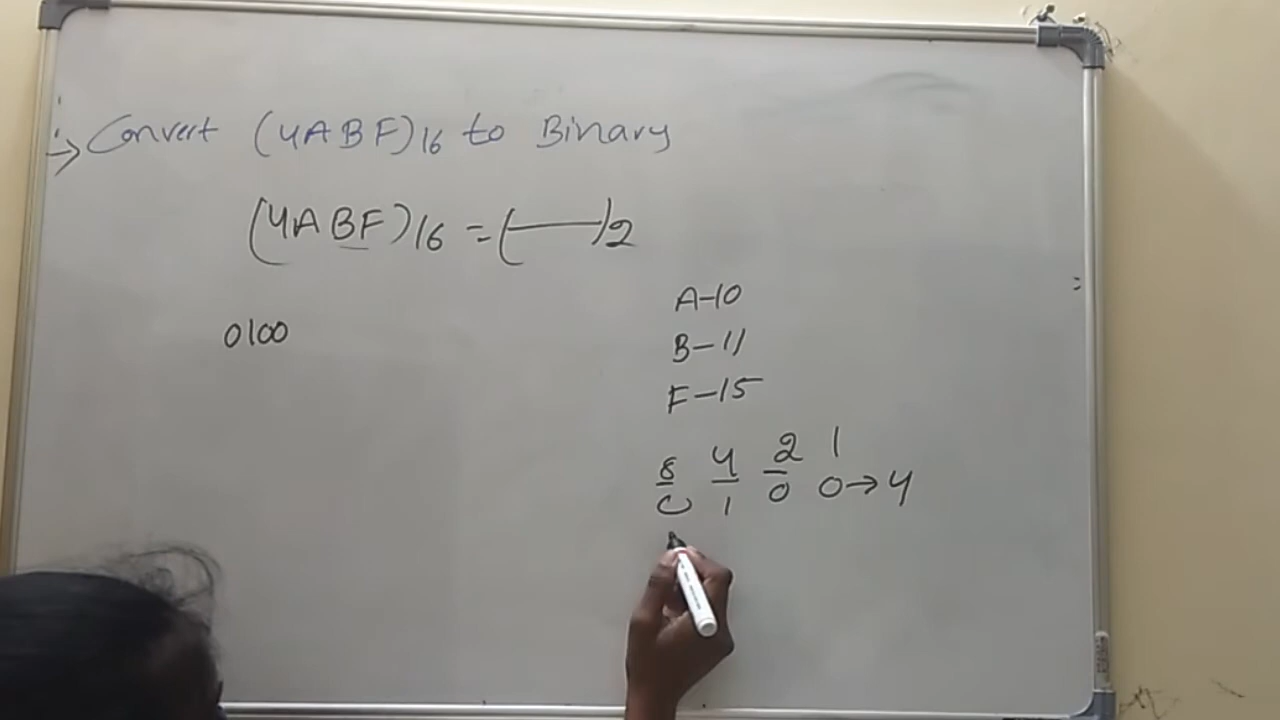 → Convert (4ABF)16 to Binary
(4ABF)16 = (——)2
A-10
0100
B-11
F-15
8 4 2 1
0 1 0 0 → 4